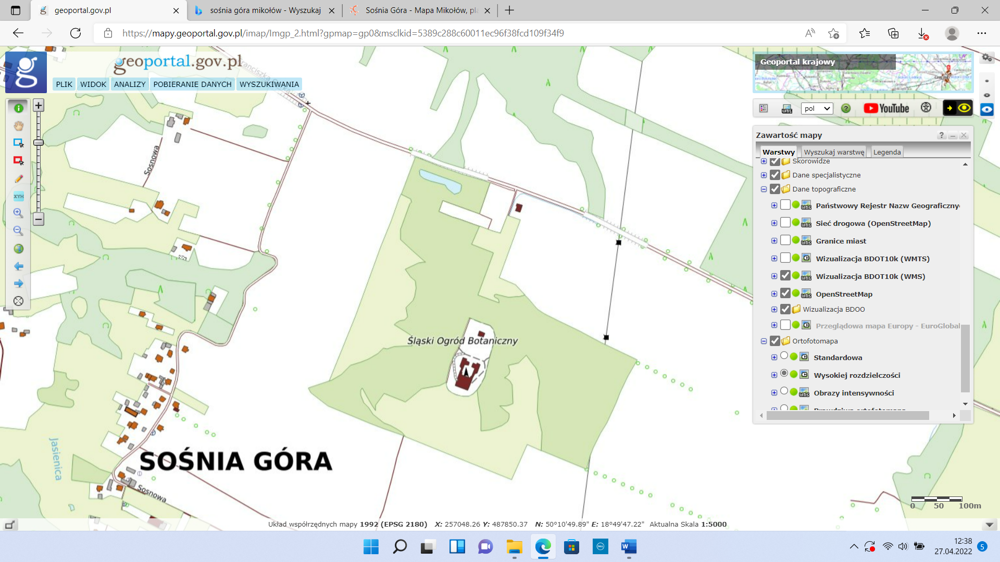 geoportal.gov.pl
sośnia góra mikołów - Wyszukaj
Sośnia Góra - Mapa Mikołów, pla
https://mapy.geoportal.gov.pl/imap/Imgp_2.html?gpmap=gp0&msclkid=5389c288c60011ec96f38fcd109f34f9
geoportal.gov.pl
PLIK WIDOK ANALIZY POBIERANIE DANYCH WYSZUKIWANIA
Geoportal krajowy
pol
YouTube
Zawartość mapy
Warstwy Wyszukaj warstwę Legenda
Skorowidze
Dane specjalistyczne
Dane topograficzne
Państwowy Rejestr Nazw Geograficzny
Sieć drogowa (OpenStreetMap)
Granice miast
Wizualizacja BDOT10k (WMTS)
Wizualizacja BDOT10k (WMS)
OpenStreetMap
Wizualizacja BDOO
Przeglądowa mapa Europy - EuroGlobal
Ortofotomapa
Standardowa
Wysokiej rozdzielczości
Obrazy intensywności
XYH
Sosnowa
Śląski Ogród Botaniczny
SOŚNIA GÓRA
Jasienica
Sosnowa
0 50 100m
Układ współrzędnych mapy 1992 (EPSG 2180) X: 257048.26 Y: 487850.37 N: 50°10'49.89" E: 18°49'47.22" Aktualna Skala 1:5000
12:38
27.04.2022
5